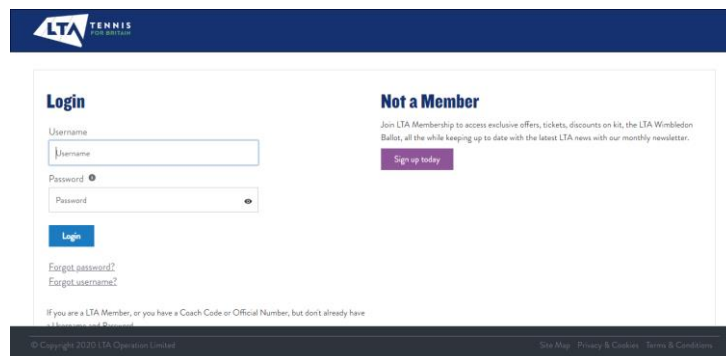 LTA TENNIS
FOR BRITAIN
Login
Username
Username
Password
Password
Login
Forgot password?
Forgot username?
If you are a LTA Member, or you have a Coach Code or Official Number, but don't already have
a Username and Password
Not a Member
Join LTA Membership to access exclusive offers, tickets, discounts on kit, the LTA Wimbledon
Ballot, all the while keeping up to date with the latest LTA news with our monthly newsletter.
Sign up today
© Copyright 2020 LTA Operation Limited
Site Map Privacy & Cookies Terms & Conditions